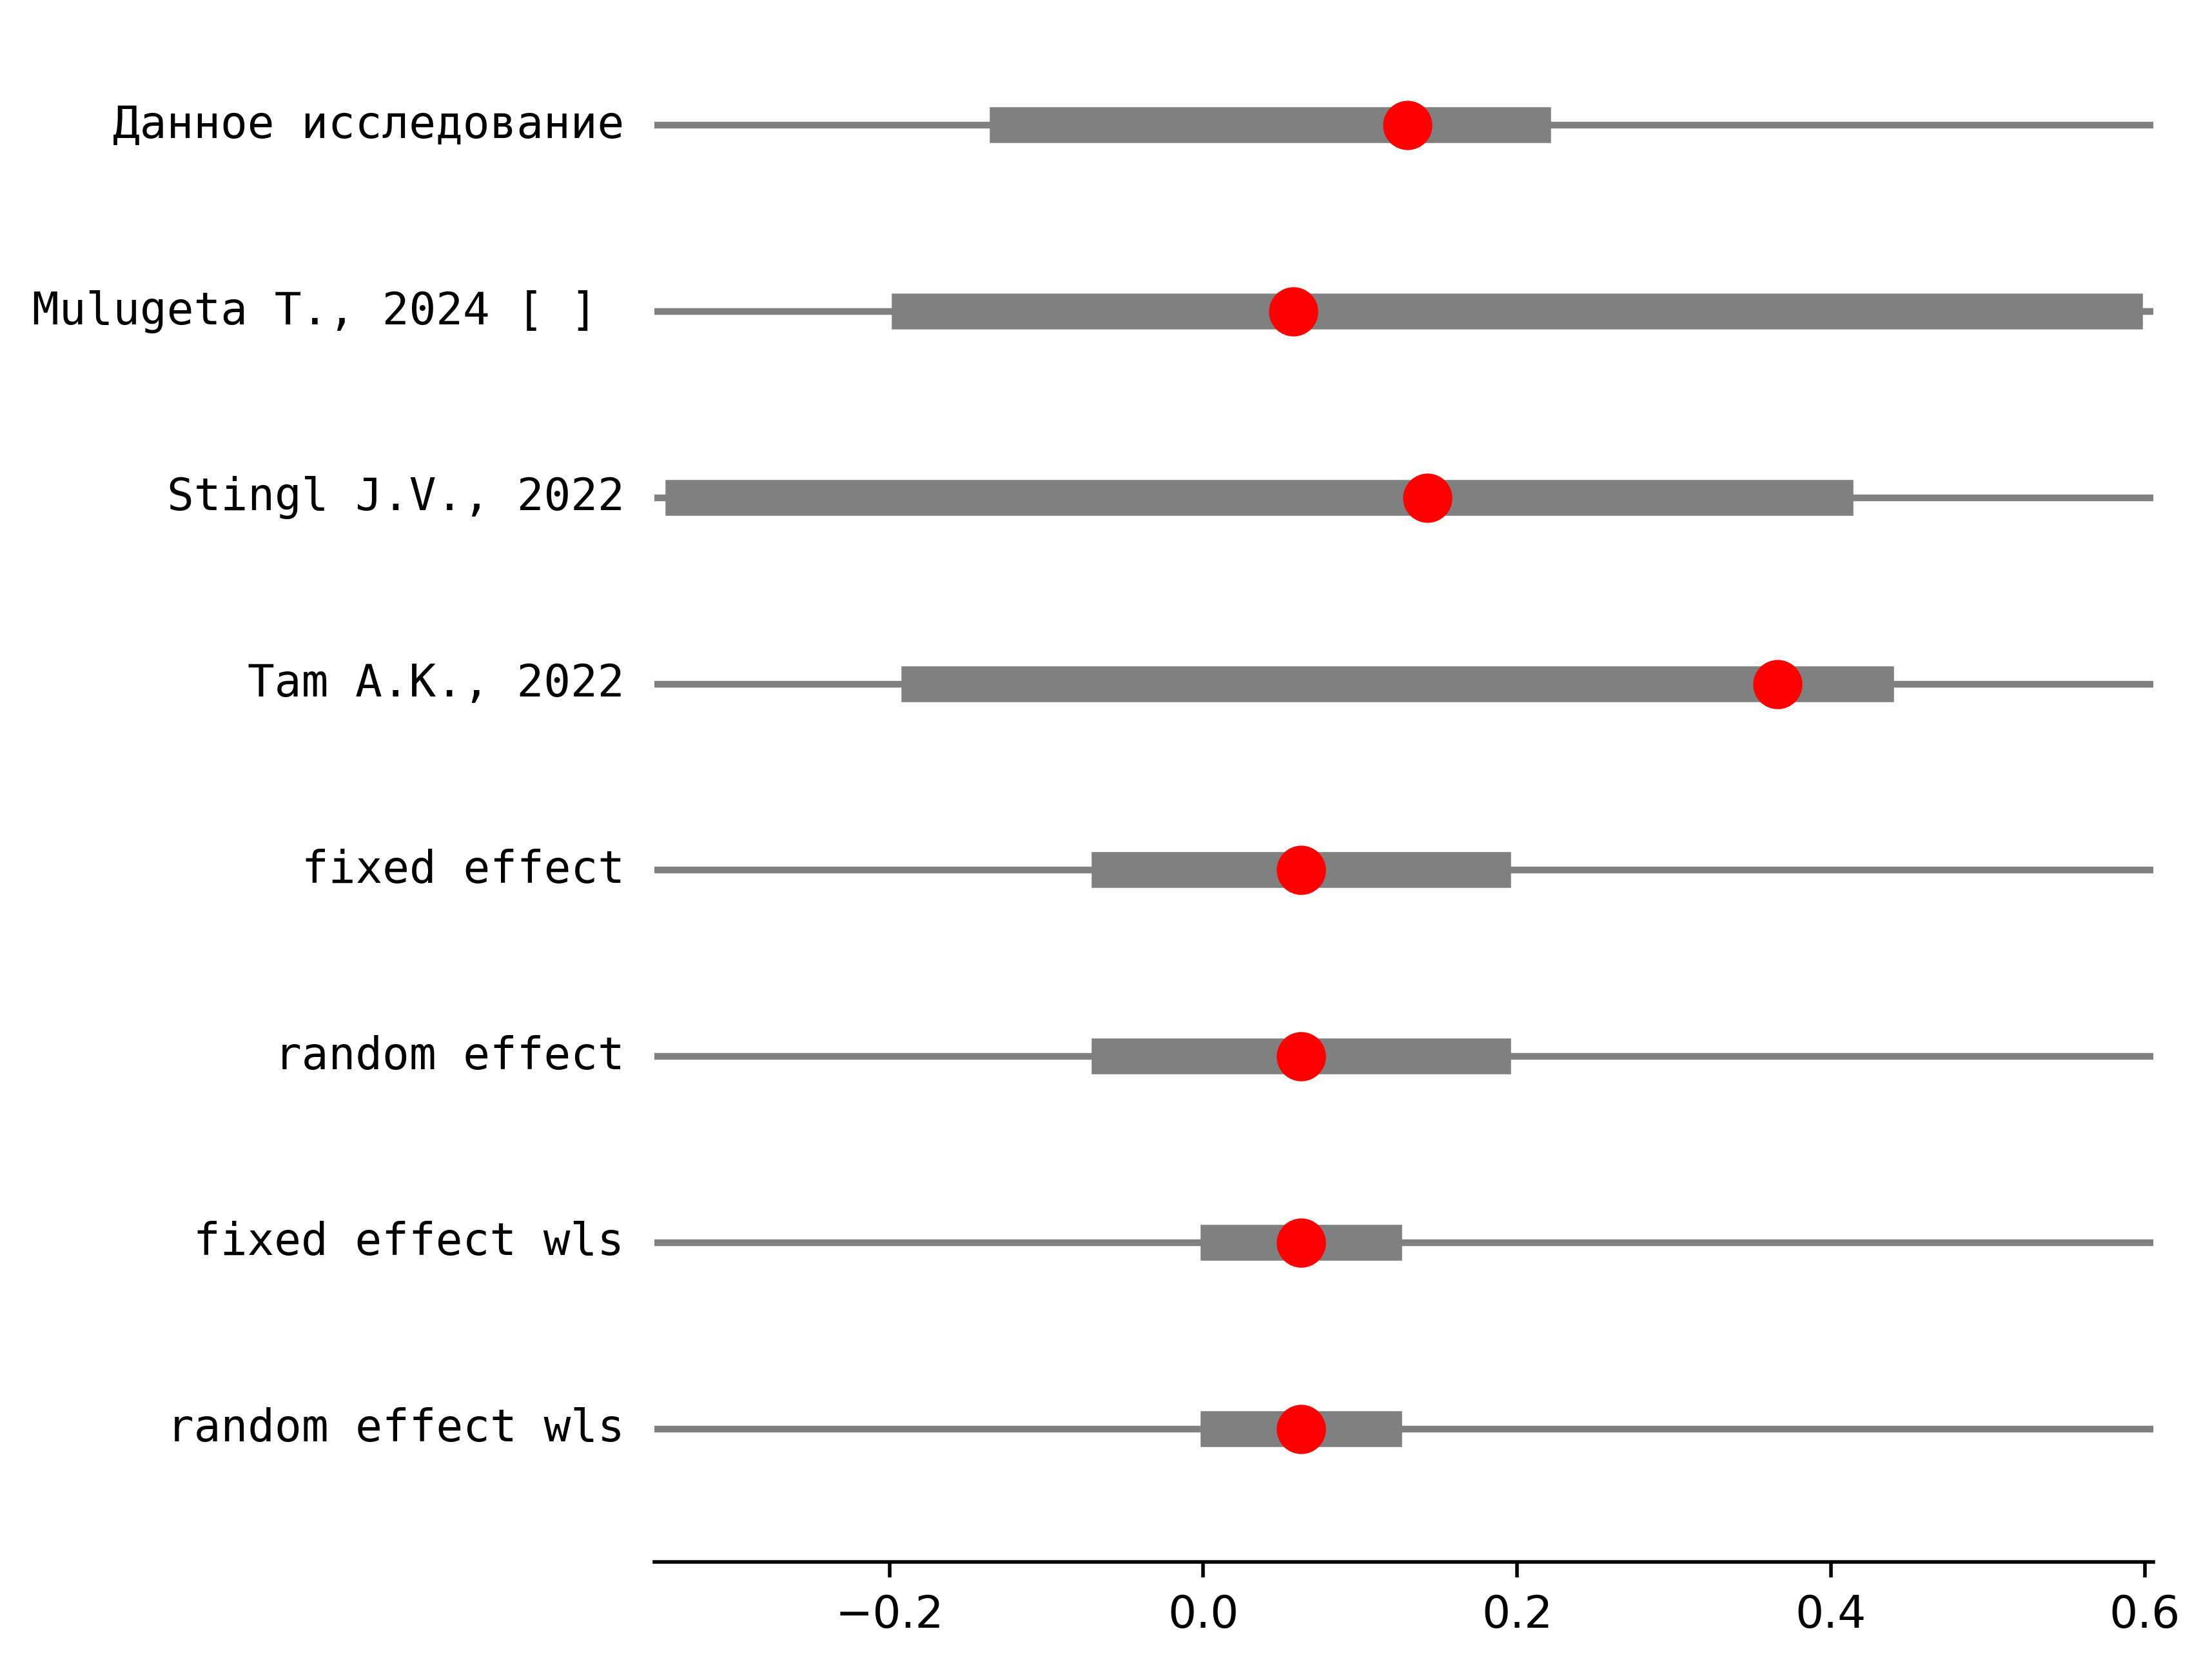 Данное исследование
Mulugeta T., 2024 [ ]
Stingl J.V., 2022
Tam A.K., 2022
fixed effect
random effect
fixed effect wls
random effect wls
−0.2 0.0 0.2 0.4 0.6